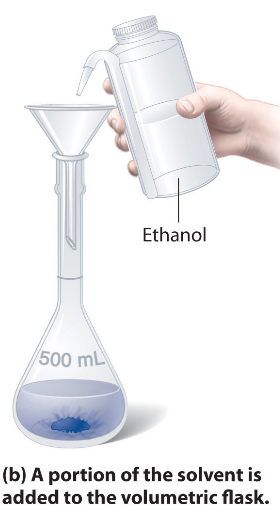 Ethanol
500 mL
(b) A portion of the solvent is
added to the volumetric flask.